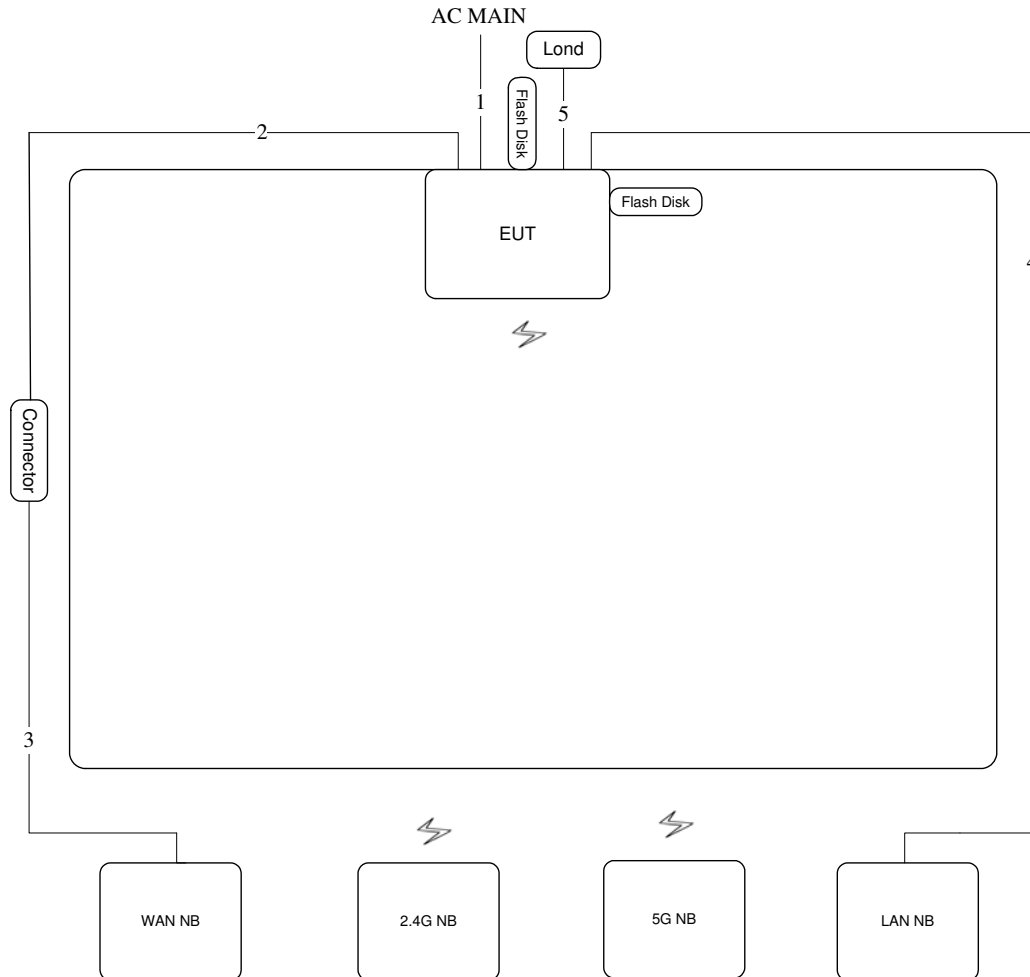 AC MAIN
Lond
Flash Disk
1
5
2
Flash Disk
EUT
4
Connector
3
WAN NB
2.4G NB
5G NB
LAN NB